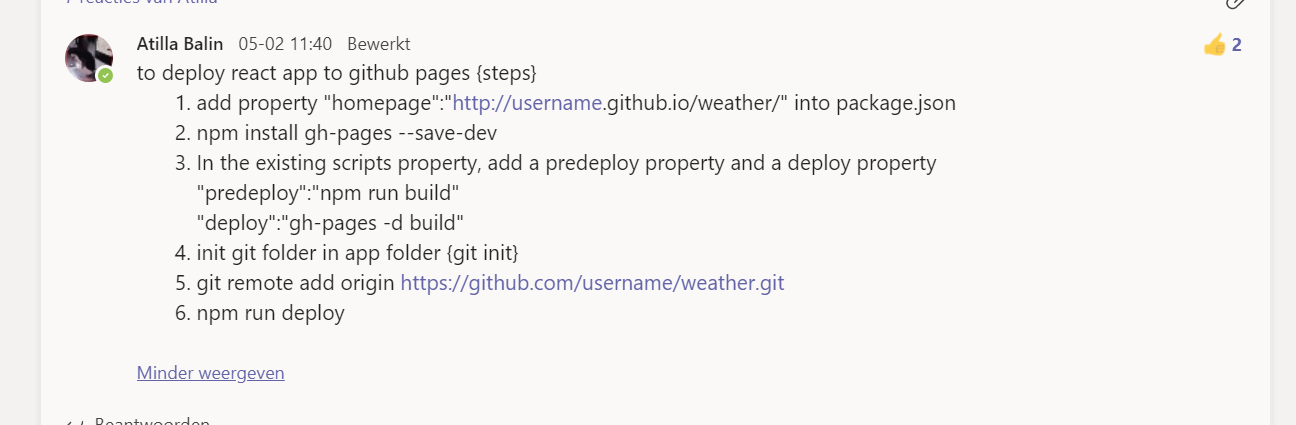 7 reacties van Atilla
Atilla Balin 05-02 11:40 Bewerkt
2
to deploy react app to github pages {steps}
1. add property "homepage":"http://username.github.io/weather/" into package.json
2. npm install gh-pages --save-dev
3. In the existing scripts property, add a predeploy property and a deploy property
"predeploy":"npm run build"
"deploy":"gh-pages -d build"
4. init git folder in app folder {git init}
5. git remote add origin https://github.com/username/weather.git
6. npm run deploy
Minder weergeven
Beantwoorden